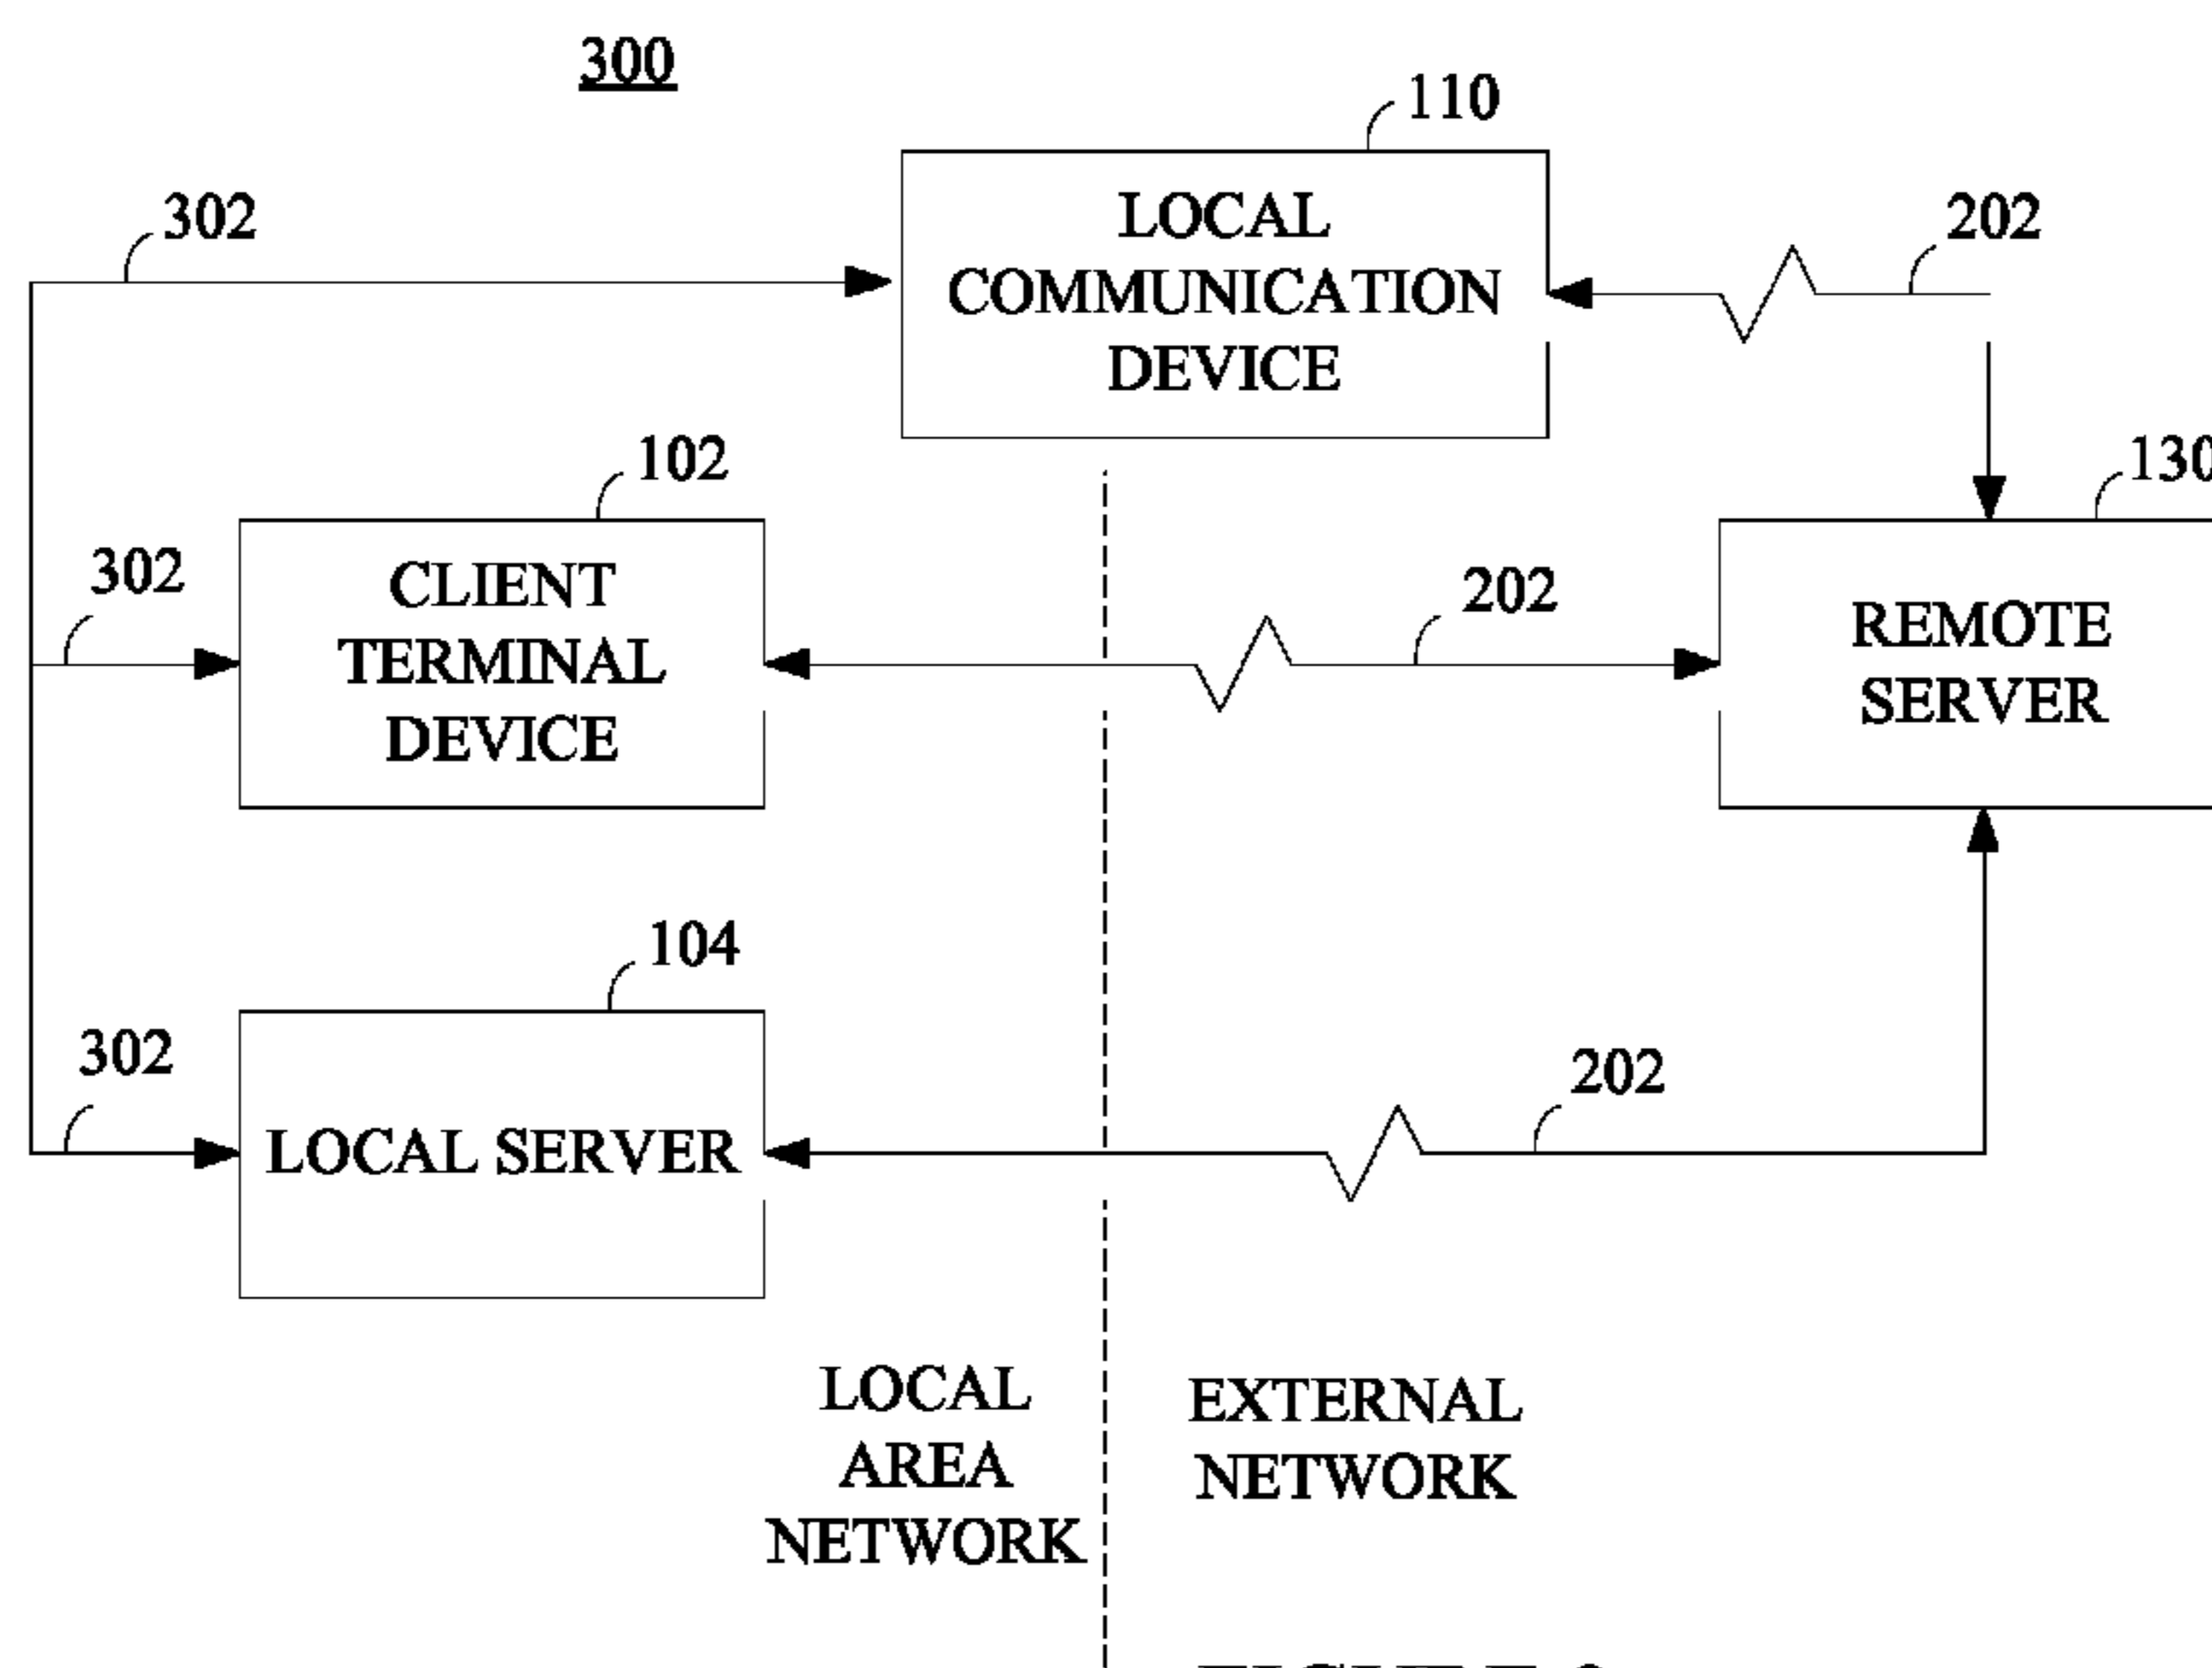 300
110
302
LOCAL
COMMUNICATION
DEVICE
202
102
130
302
CLIENT
TERMINAL
DEVICE
202
REMOTE
SERVER
104
302
LOCAL SERVER
202
LOCAL
AREA
NETWORK
EXTERNAL
NETWORK